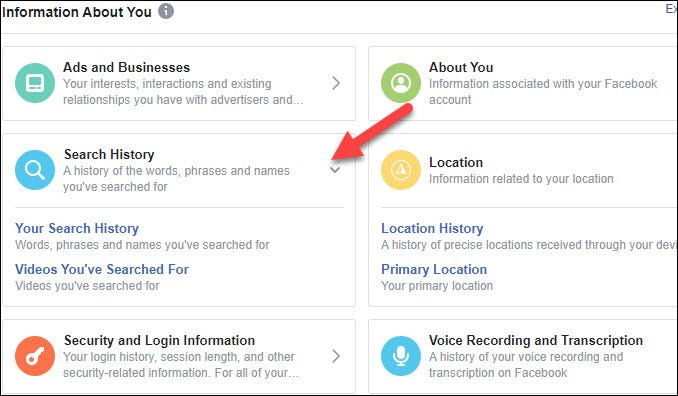 Information About You
Ex
Ads and Businesses
Your interests, interactions and existing
relationships you have with advertisers and…
About You
Information associated with your Facebook
account
Search History
A history of the words, phrases and names
you've searched for
Your Search History
Words, phrases and names you've searched for
Videos You've Searched For
Videos you've searched for
Location
Information related to your location
Location History
A history of precise locations received through your devi
Primary Location
Your primary location
Security and Login Information
Your login history, session length, and other
security-related information. For all of your…
Voice Recording and Transcription
A history of your voice recording and
transcription on Facebook